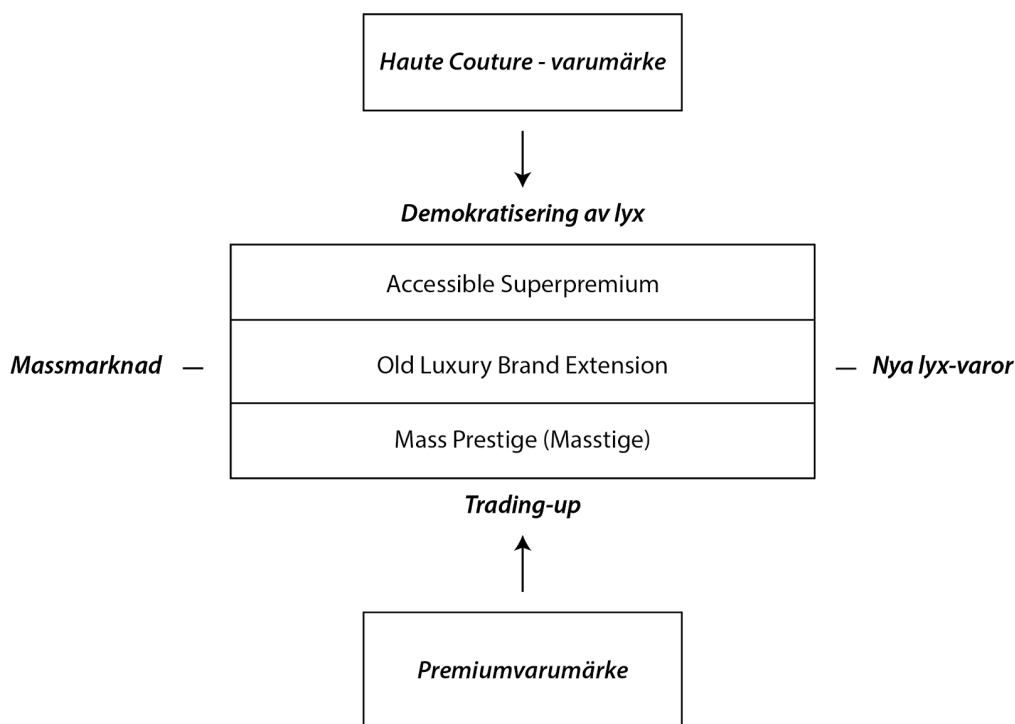 Haute Couture - varumärke
Demokratisering av lyx
Accessible Superpremium
Massmarknad — Old Luxury Brand Extension — Nya lyx-varor
Mass Prestige (Masstige)
Trading-up
Premiumvarumärke